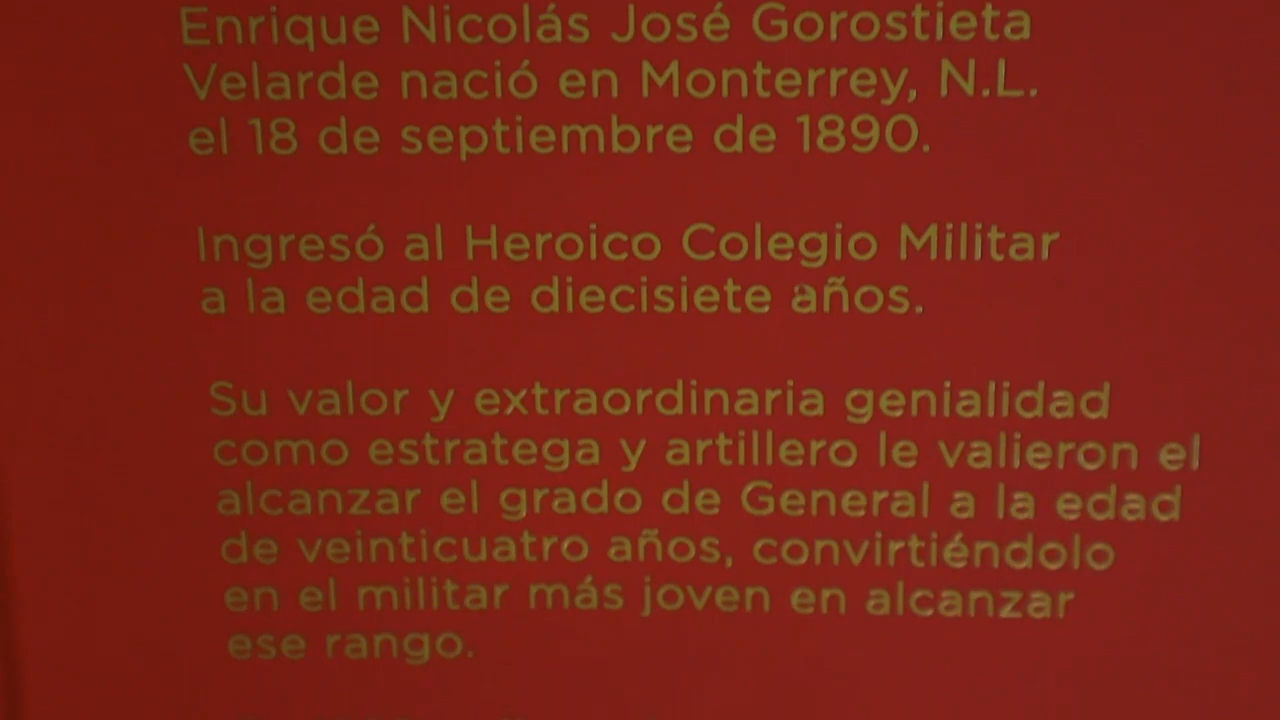 Enrique Nicolás José Gorostieta
Velarde nació en Monterrey, N.L.
el 18 de septiembre de 1890.
Ingresó al Heroico Colegio Militar
a la edad de diecisiete años.
Su valor y extraordinaria genialidad
como estratega y artillero le valieron el
alcanzar el grado de General a la edad
de veinticuatro años, convirtiéndolo
en el militar más joven en alcanzar
ese rango.